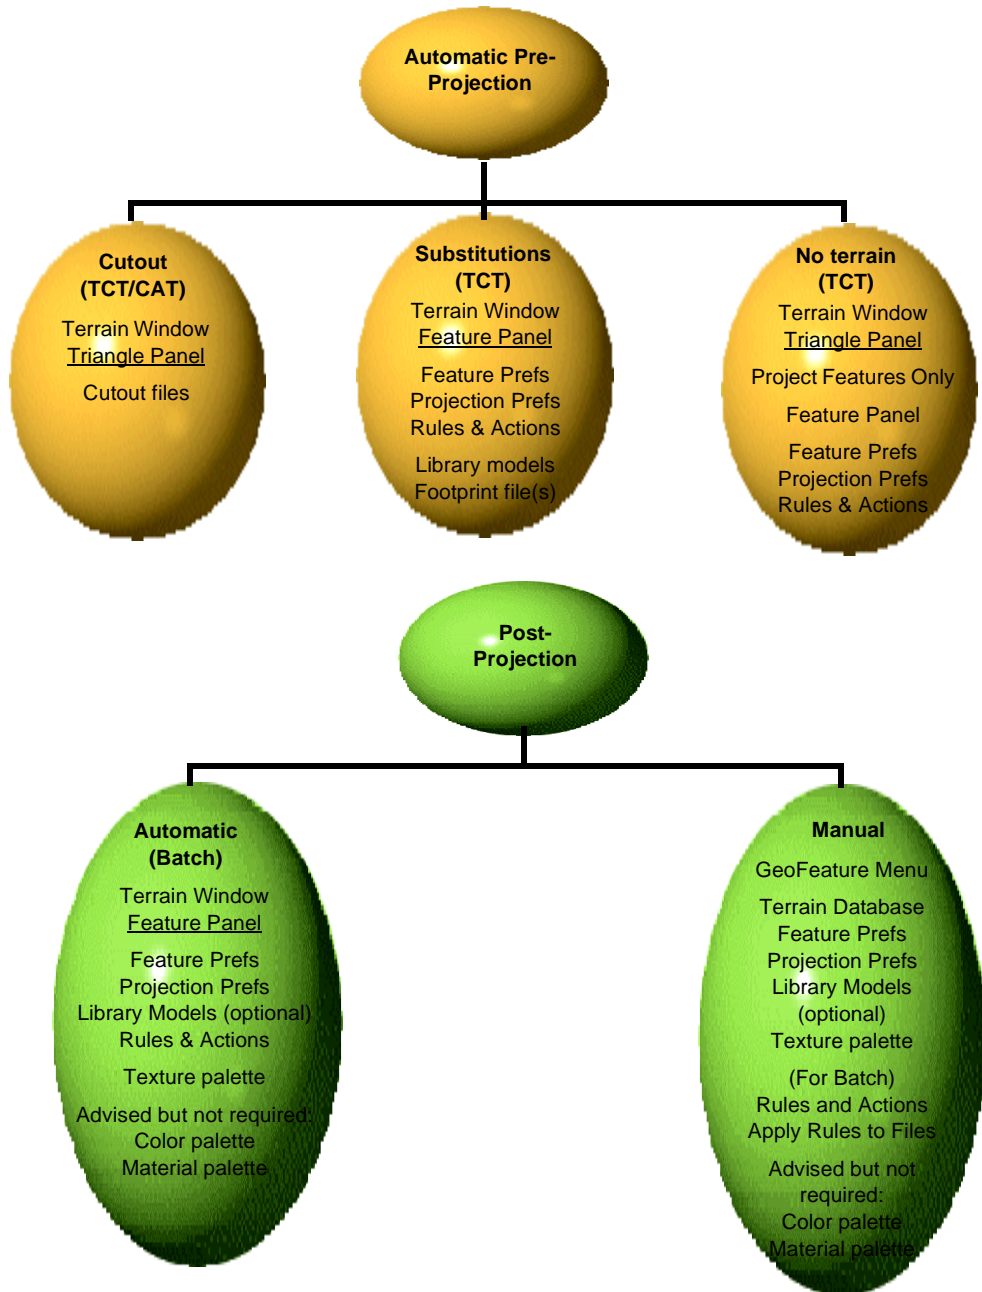 Automatic Pre-
Projection
Cutout
(TCT/CAT)
Terrain Window
Triangle Panel
Cutout files
Substitutions
(TCT)
Terrain Window
Feature Panel
Feature Prefs
Projection Prefs
Rules & Actions
Library models
Footprint file(s)
No terrain
(TCT)
Terrain Window
Triangle Panel
Project Features Only
Feature Panel
Feature Prefs
Projection Prefs
Rules & Actions
Post-
Projection
Automatic
(Batch)
Terrain Window
Feature Panel
Feature Prefs
Projection Prefs
Library Models (optional)
Rules & Actions
Texture palette
Advised but not required:
Color palette
Material palette
Manual
GeoFeature Menu
Terrain Database
Feature Prefs
Projection Prefs
Library Models
(optional)
Texture palette
(For Batch)
Rules and Actions
Apply Rules to Files
Advised but not
required:
Color palette
Material palette